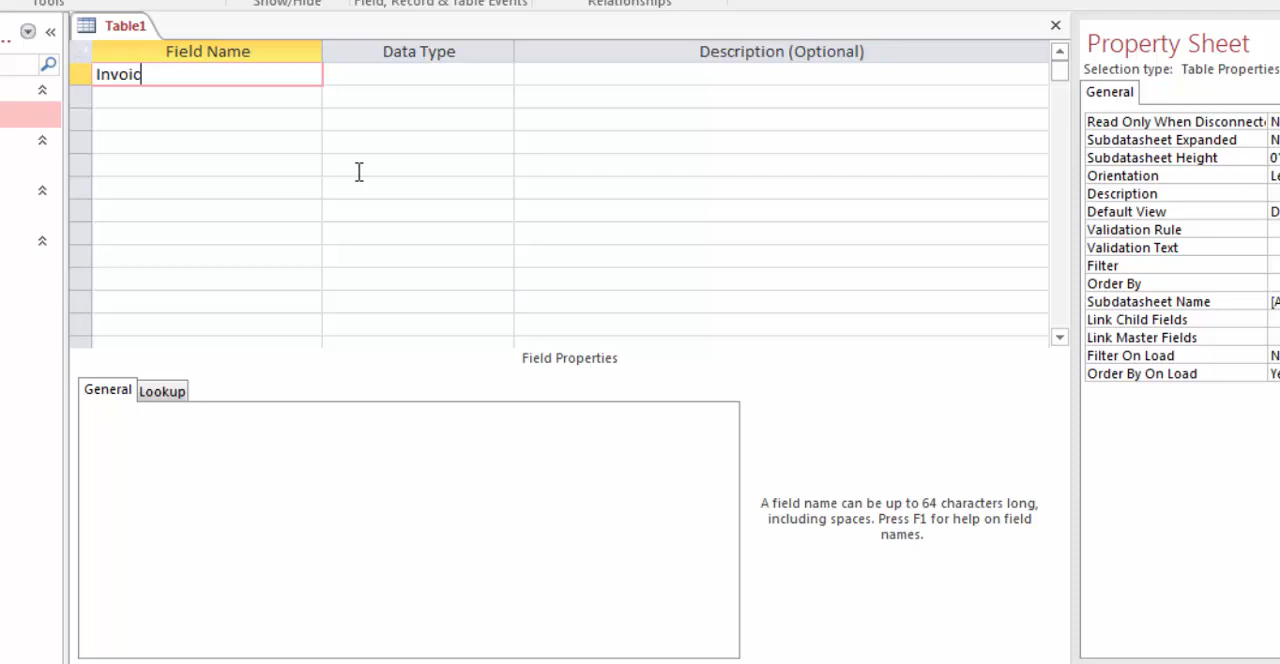 Tools
Show/Hide
Field, Record & Table Events
Relationships
Table1
Field Name
Data Type
Description (Optional)
Invoic
Field Properties
General
Lookup
A field name can be up to 64 characters long,
including spaces. Press F1 for help on field
names.
Property Sheet
Selection type: Table Properties
General
Read Only When Disconnect
Subdatasheet Expanded
Subdatasheet Height
Orientation
Description
Default View
Validation Rule
Validation Text
Filter
Order By
Subdatasheet Name
Link Child Fields
Link Master Fields
Filter On Load
Order By On Load